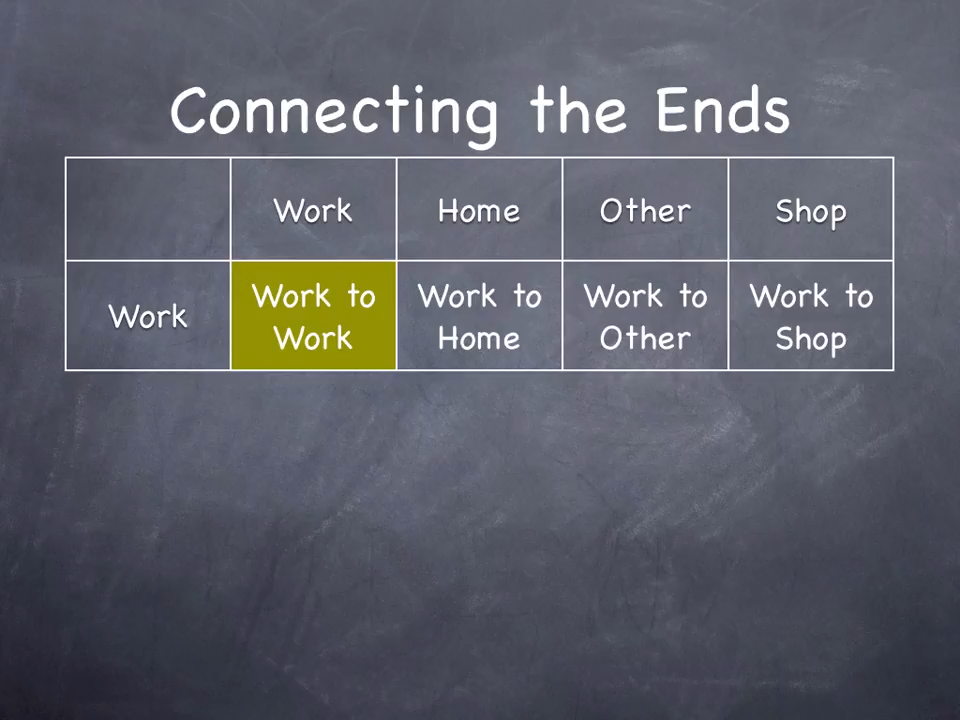 Connecting the Ends
Work Home Other Shop
Work
Work to
Work
Work to
Home
Work to
Other
Work to
Shop